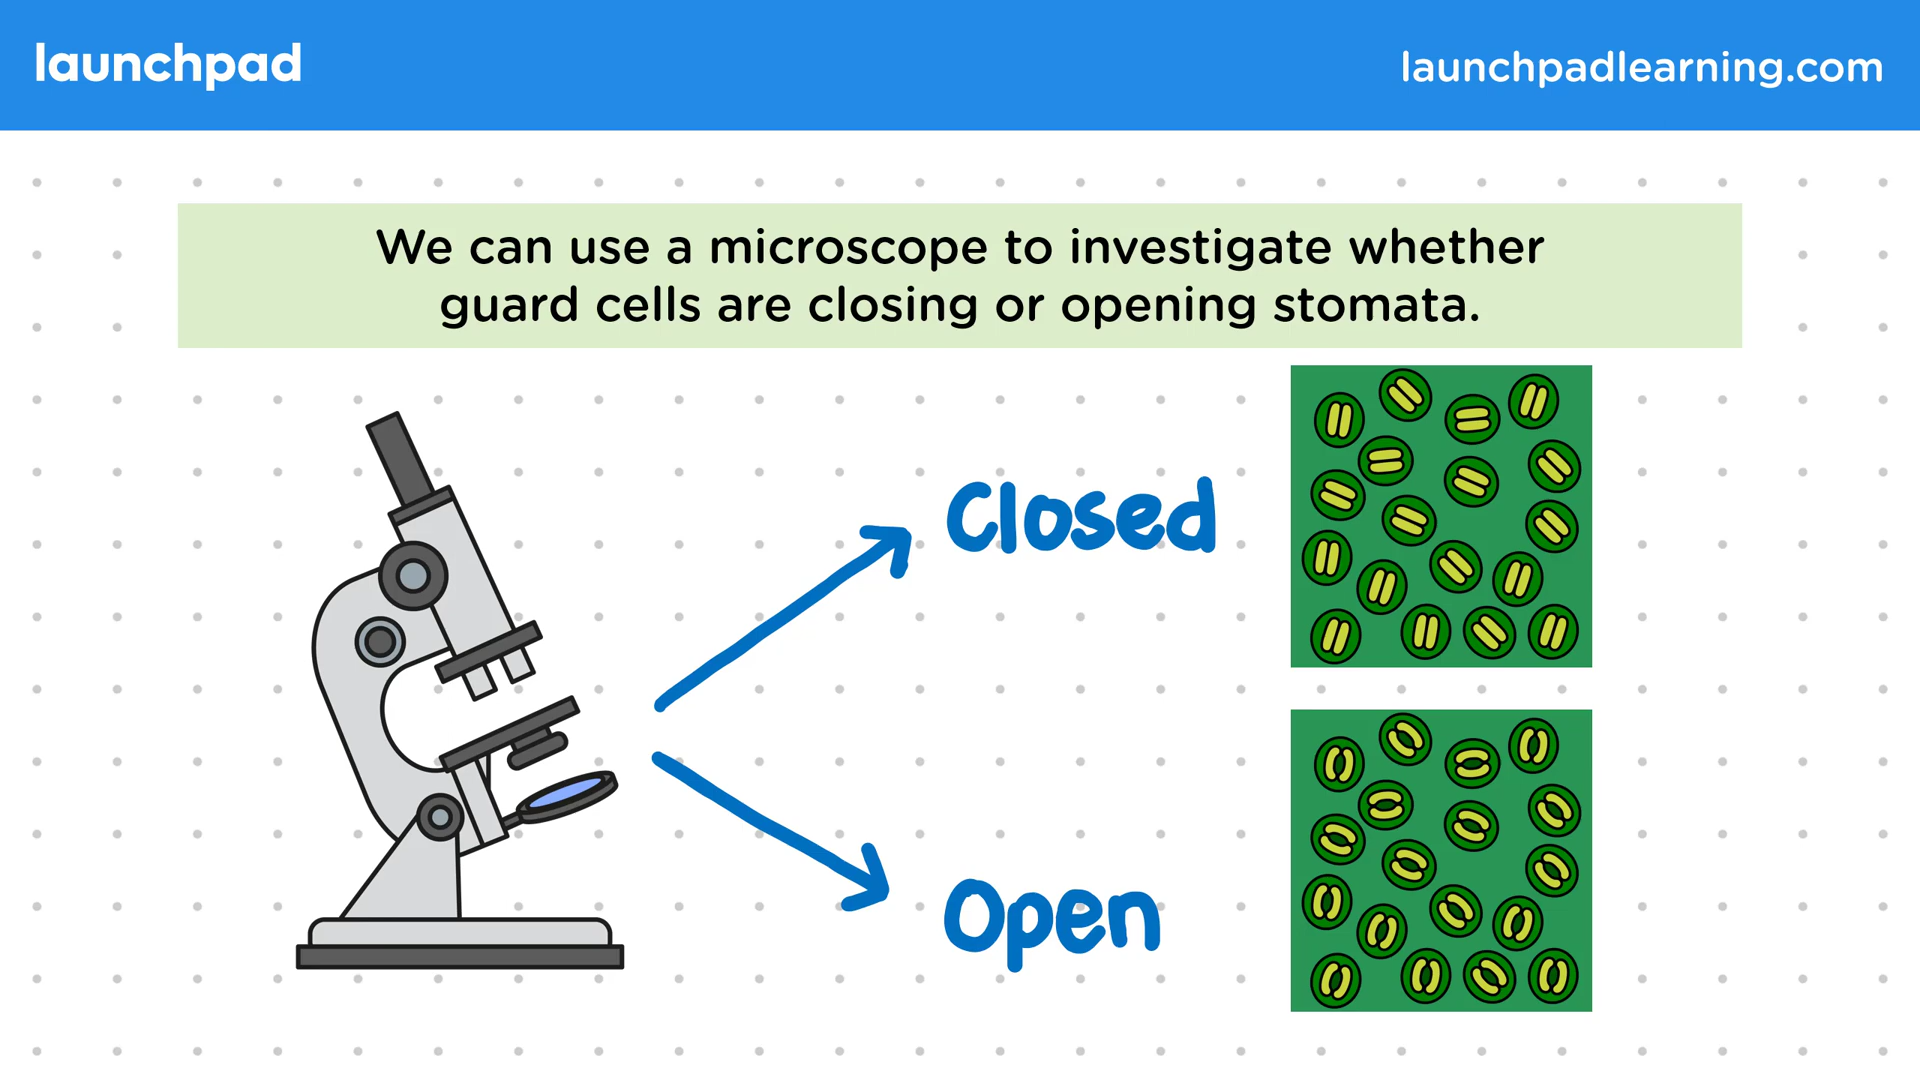 launchpad
launchpadlearning.com
We can use a microscope to investigate whether
guard cells are closing or opening stomata.
Closed
Open